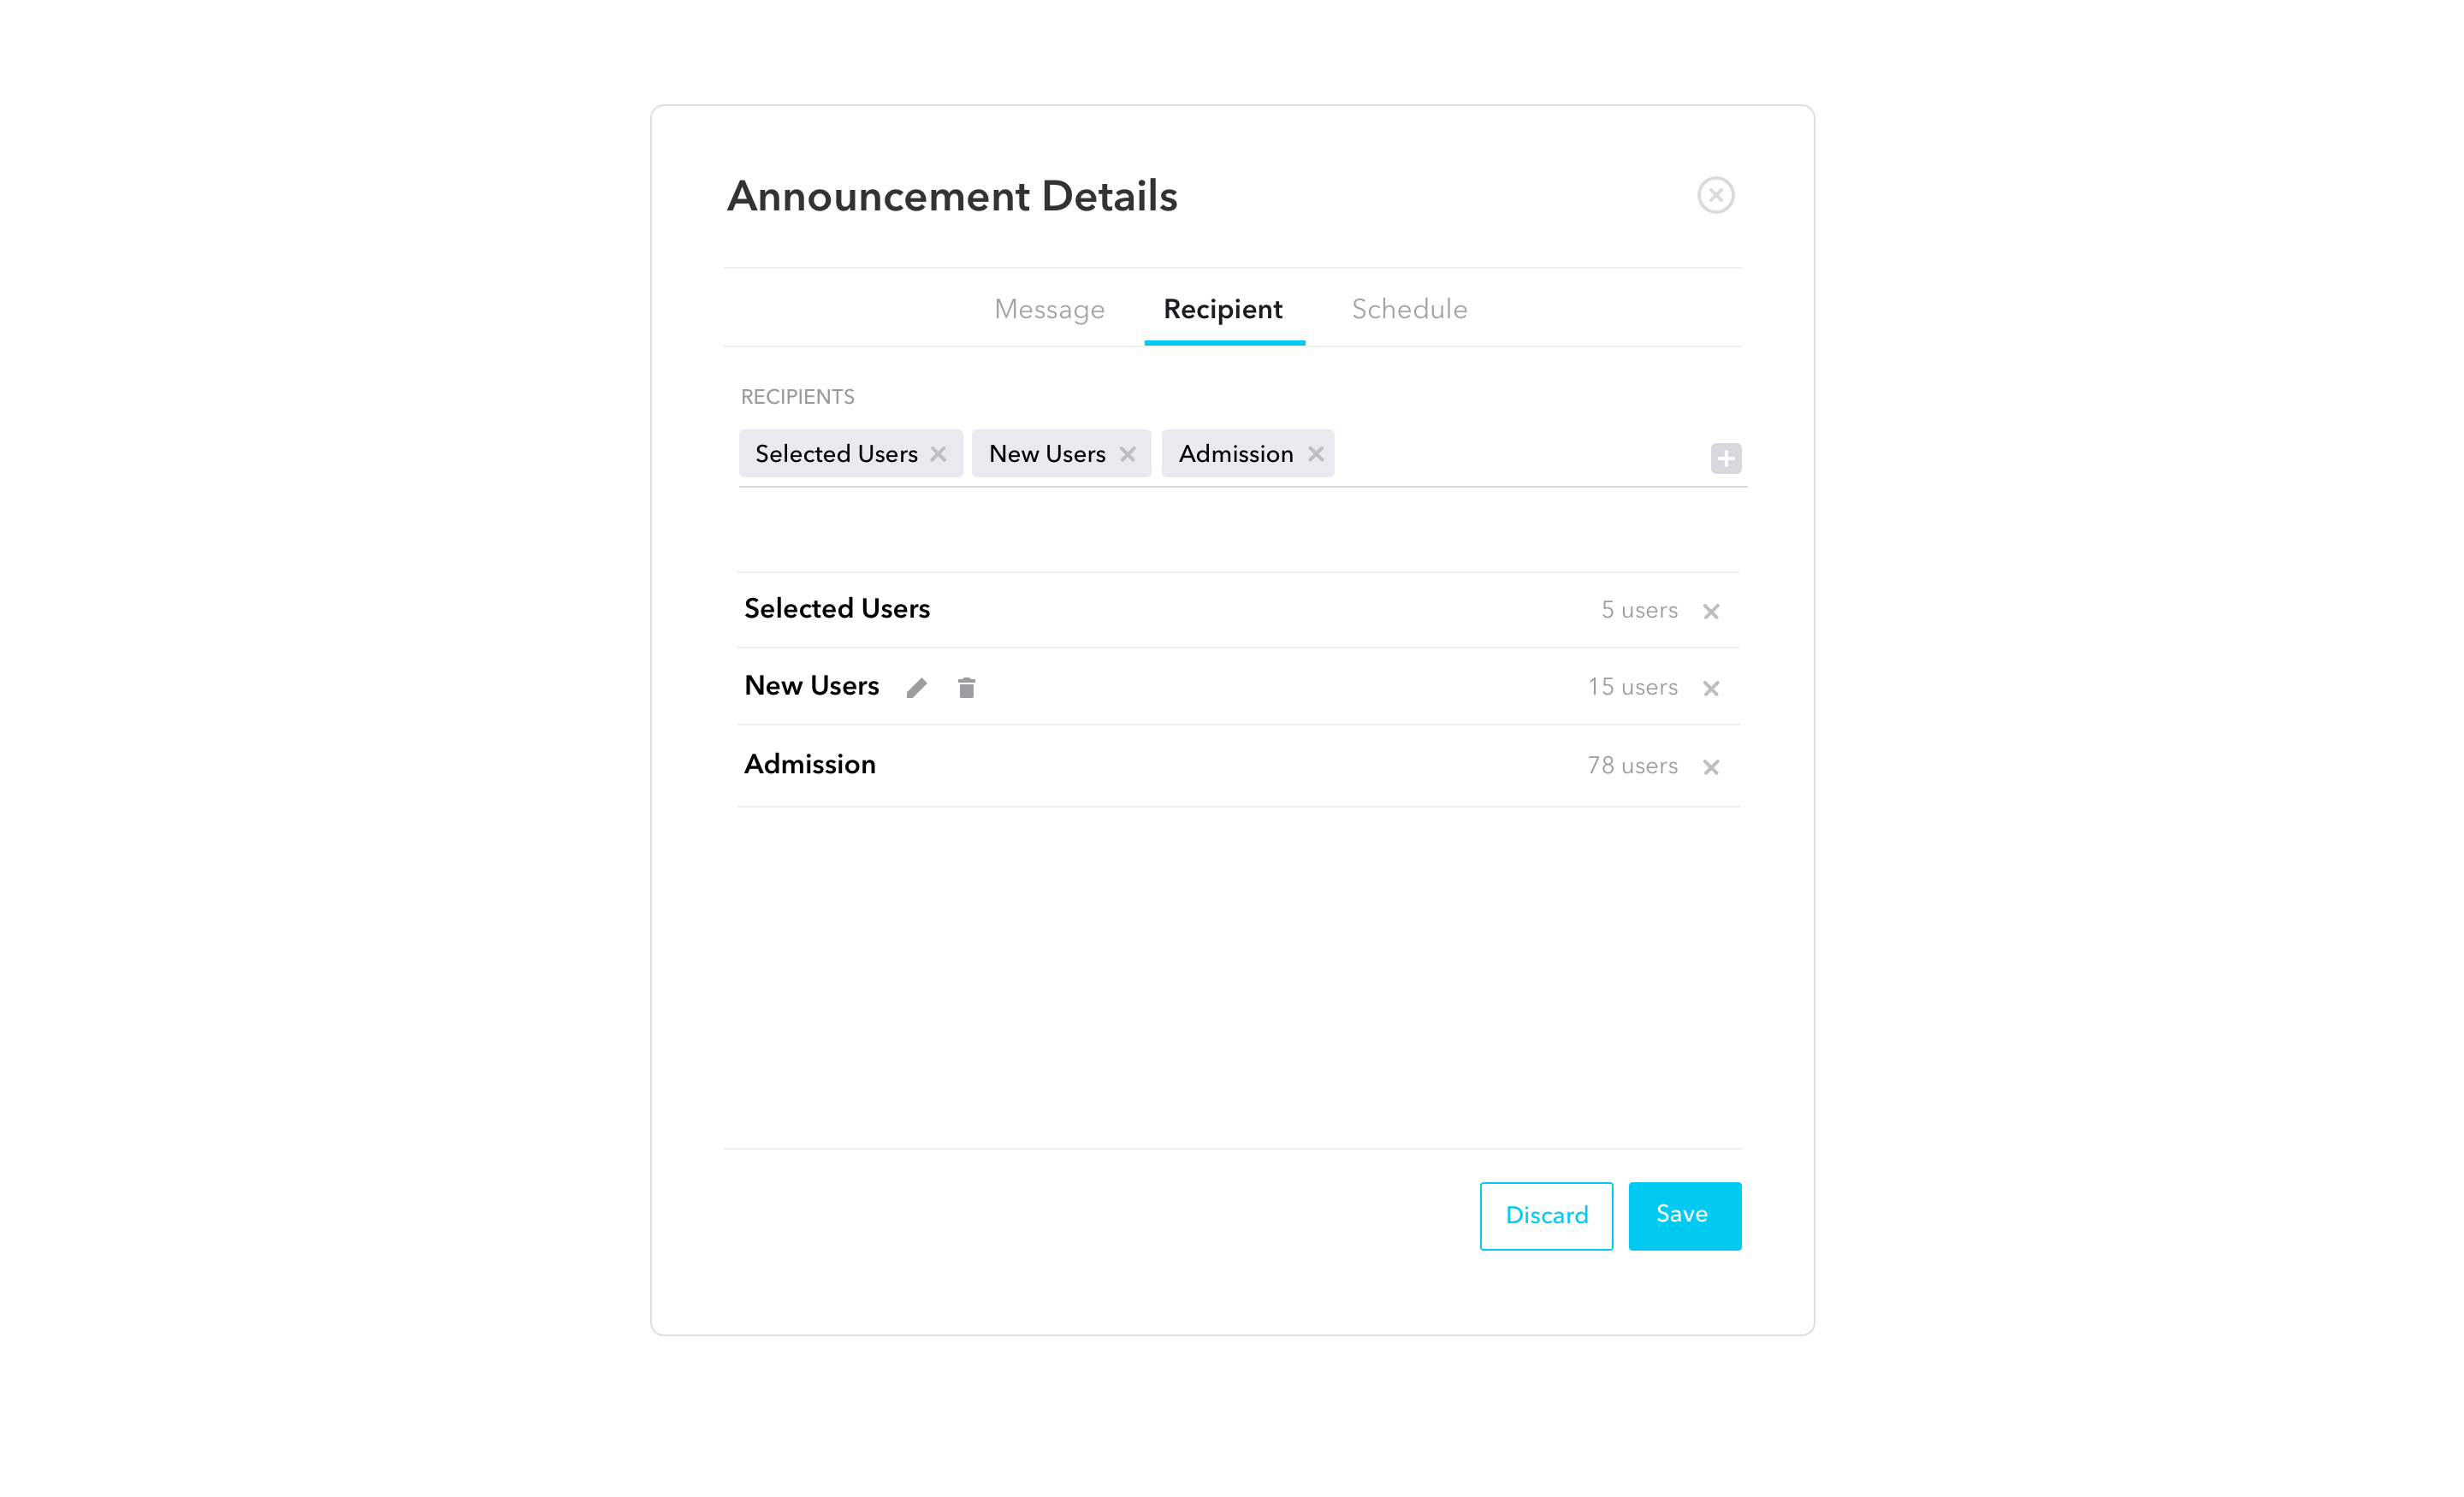 Announcement Details
Message Recipient Schedule
RECIPIENTS
Selected Users New Users Admission
Selected Users 5 users
New Users 15 users
Admission 78 users
Discard Save